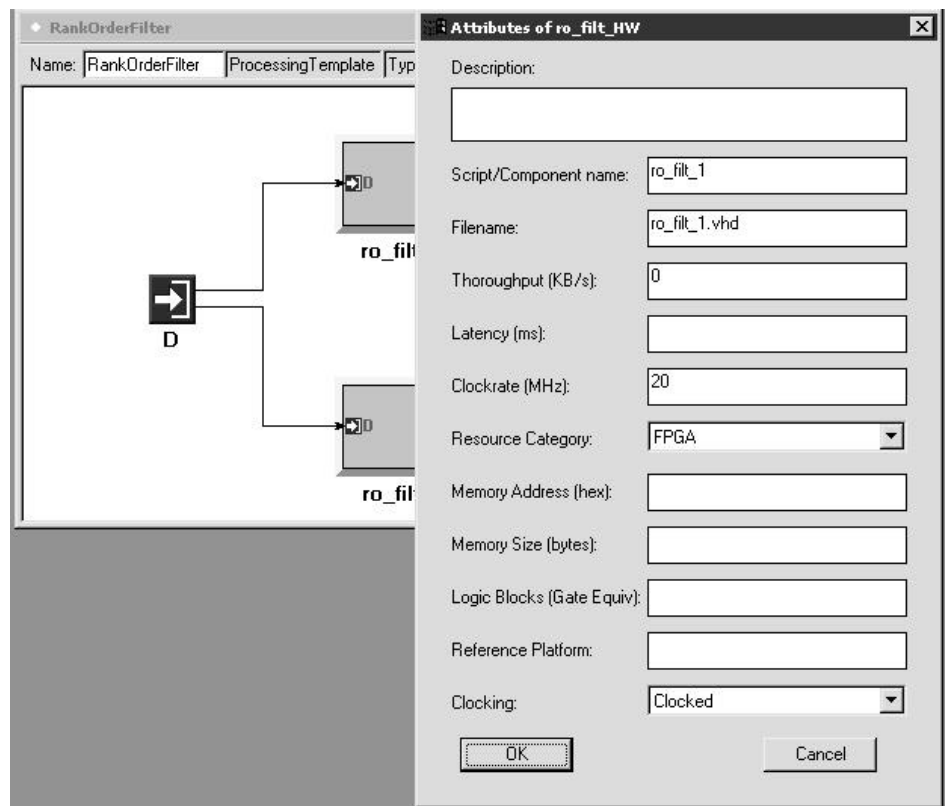 RankOrderFilter
Name: RankOrderFilter ProcessingTemplate Typ
D
ro_filt
D
D
ro_fil
Attributes of ro_filt_HW
Description:
Script/Component name: ro_filt_1
Filename: ro_filt_1.vhd
Thoroughput (KB/s): 0
Latency (ms):
Clockrate (MHz): 20
Resource Category: FPGA
Memory Address (hex):
Memory Size (bytes):
Logic Blocks (Gate Equiv):
Reference Platform:
Clocking: Clocked
OK Cancel